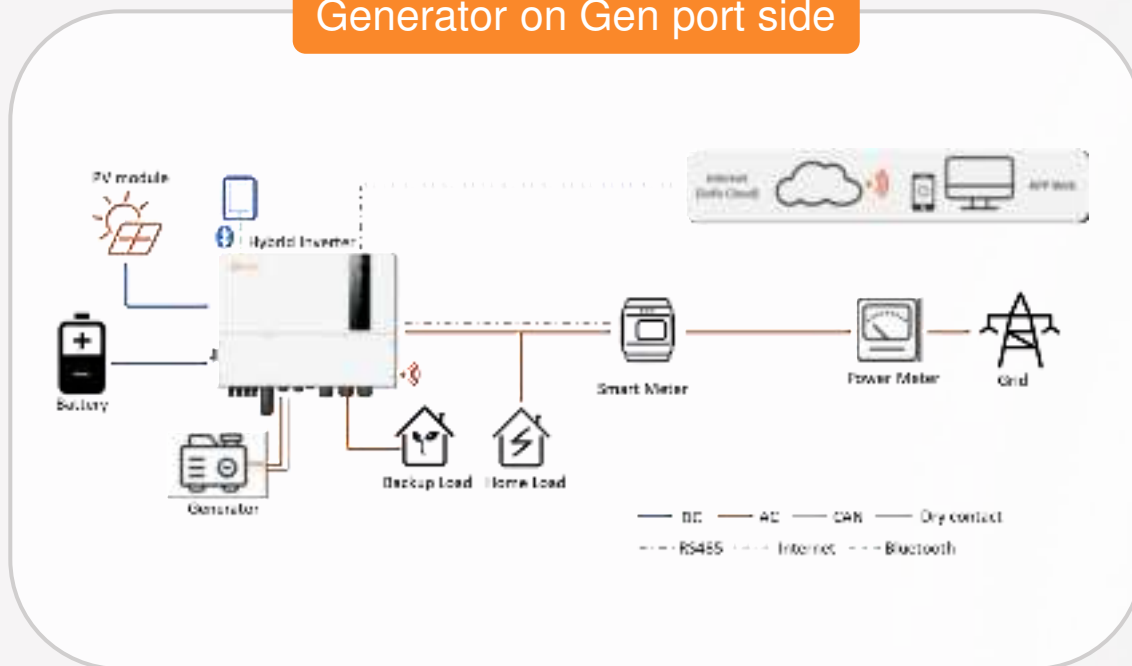 Generator on Gen port side
PV module
Hybrid Inverter
Internet
APP Web
Battery
Smart Meter
Power Meter
Grid
Generator
Backup Load
Home Load
DC
AC
CAN
Dry contact
RS485
Internet
Bluetooth